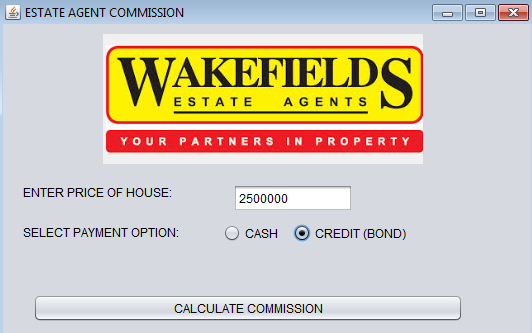 ESTATE AGENT COMMISSION
WAKEFIELDS
ESTATE AGENTS
YOUR PARTNERS IN PROPERTY
ENTER PRICE OF HOUSE: 2500000
SELECT PAYMENT OPTION: CASH CREDIT (BOND)
CALCULATE COMMISSION